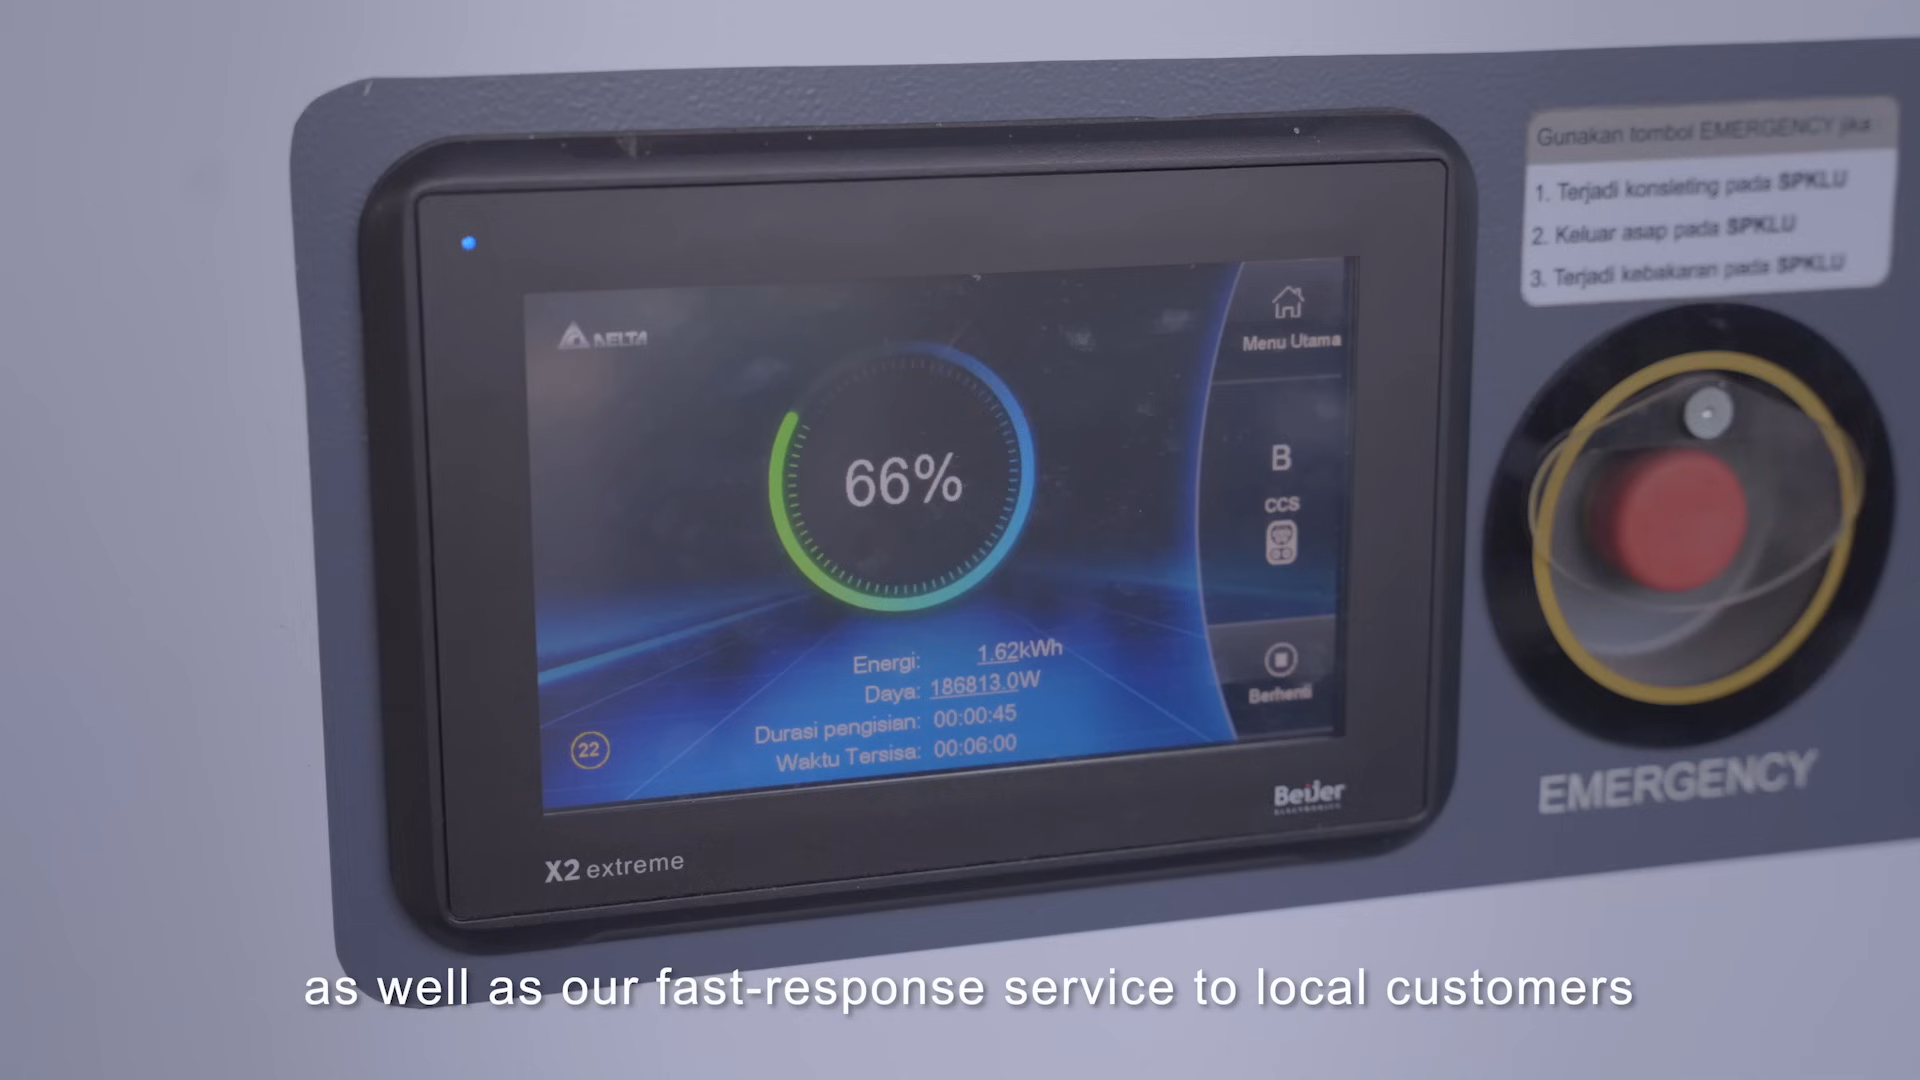 Gunakan tombol EMERGENCY jika :
1. Terjadi konsleting pada SPKLU
2. Keluar asap pada SPKLU
3. Terjadi kebakaran pada SPKLU
DELTA
Menu Utama
66%
B
CCS
Energi: 1.62kWh
Daya: 186813.0W
Durasi pengisian: 00:00:45
Waktu Tersisa: 00:06:00
Berhenti
22
Beijer
ELECTRONICS
X2 extreme
EMERGENCY
as well as our fast-response service to local customers